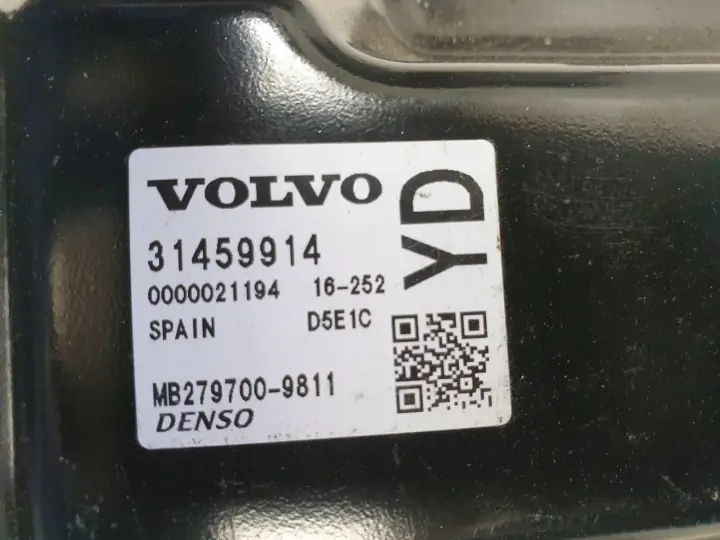 VOLVO
YD
31459914
0000021194 16-252
SPAIN D5E1C
MB279700-9811
DENSO